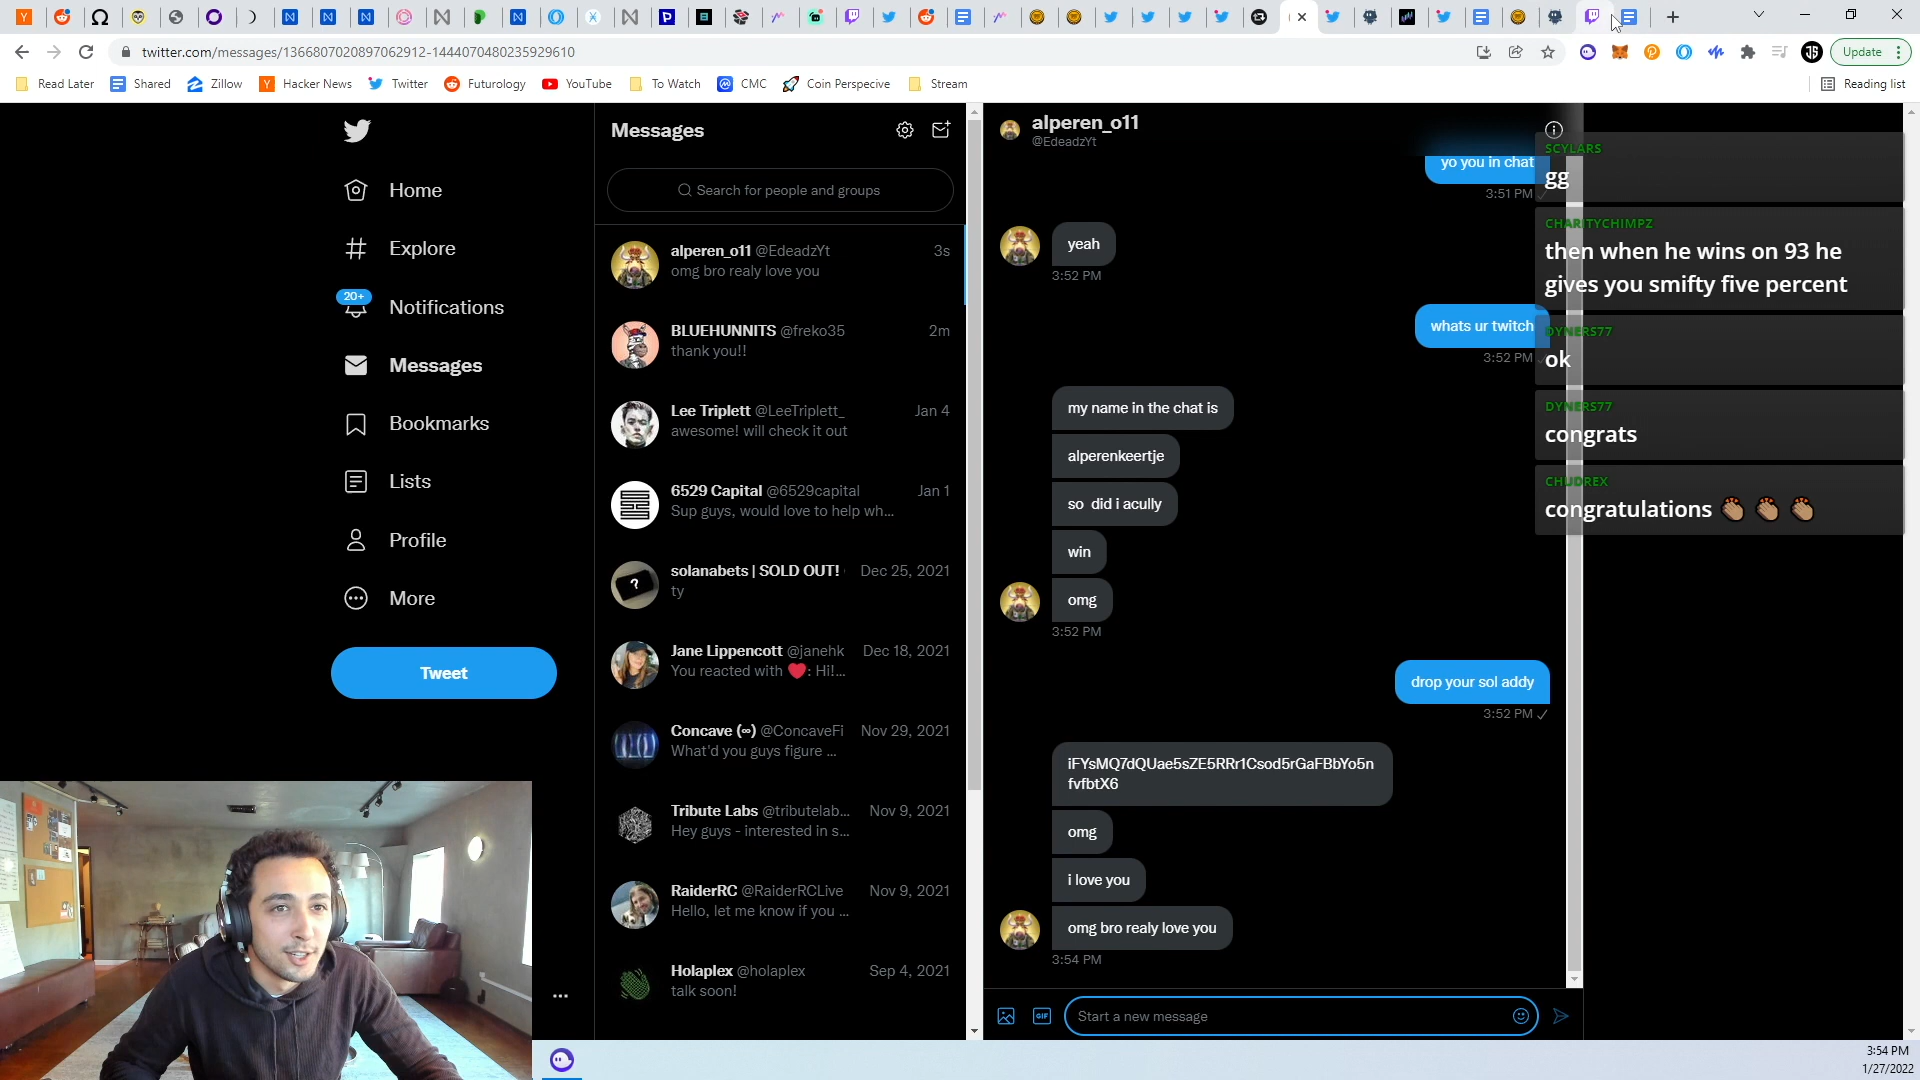 twitter.com/messages/1366807020897062912-1444070480235929610
Update
Read Later
Shared
Zillow
Hacker News
Twitter
Futurology
YouTube
To Watch
CMC
Coin Perspecive
Stream
Reading list
Home
Explore
20+
Notifications
Messages
Bookmarks
Lists
Profile
More
Tweet
Messages
Search for people and groups
alperen_o11 @EdeadzYt 3s
omg bro realy love you
BLUEHUNNITS @freko35 2m
thank you!!
Lee Triplett @LeeTriplett_ Jan 4
awesome! will check it out
6529 Capital @6529capital Jan 1
Sup guys, would love to help wh...
solanabets | SOLD OUT! Dec 25, 2021
ty
Jane Lippencott @janehk Dec 18, 2021
You reacted with ❤️: Hi!...
Concave (∞) @ConcaveFi Nov 29, 2021
What'd you guys figure ...
Tribute Labs @tributelab... Nov 9, 2021
Hey guys - interested in s...
RaiderRC @RaiderRCLive Nov 9, 2021
Hello, let me know if you ...
Holaplex @holaplex Sep 4, 2021
talk soon!
alperen_o11
@EdeadzYt
yo you in chat
3:51 PM
yeah
3:52 PM
whats ur twitch
3:52 PM
my name in the chat is
alperenkeertje
so did i acully
win
omg
3:52 PM
drop your sol addy
3:52 PM
iFYsMQ7dQUae5sZE5RRr1Csod5rGaFBbYo5n
fvfbtX6
omg
i love you
omg bro realy love you
3:54 PM
GIF
Start a new message
SCYLARS
gg
CHARITYCHIMPZ
then when he wins on 93 he
gives you smifty five percent
DYNERS77
ok
DYNERS77
congrats
CHUDREX
congratulations 👏🏽 👏🏽 👏🏽
3:54 PM
1/27/2022